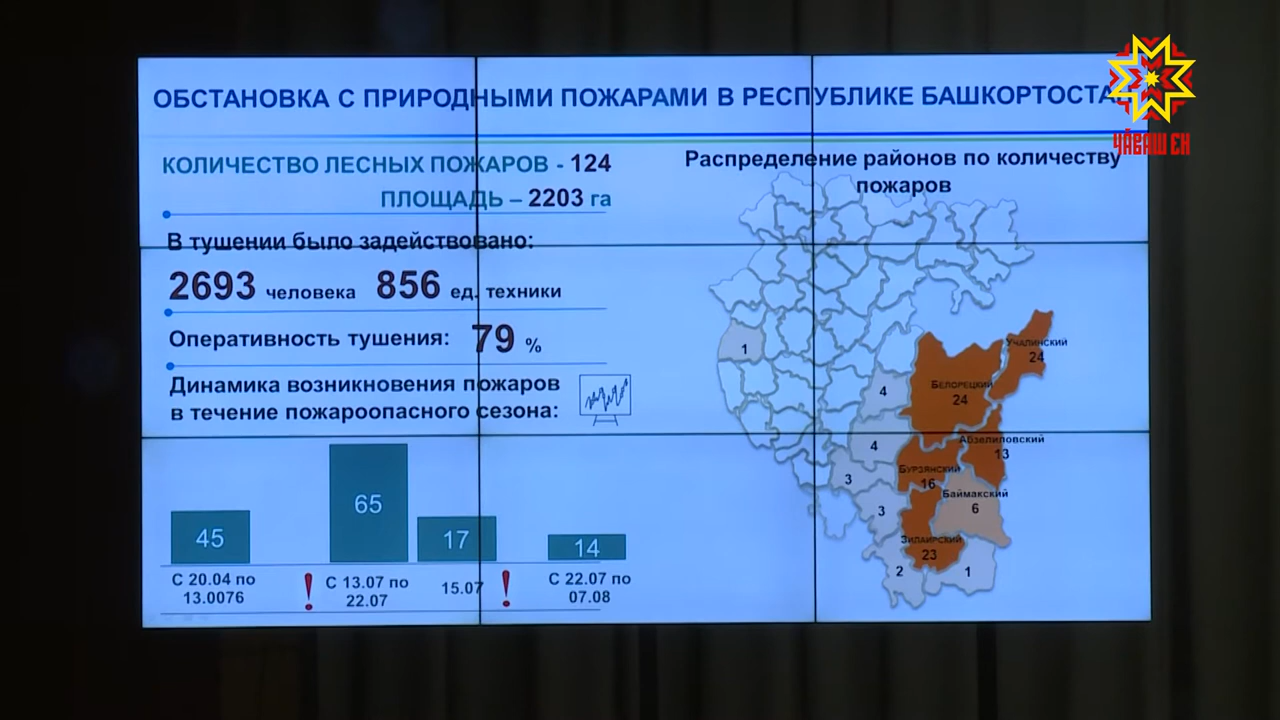 ОБСТАНОВКА С ПРИРОДНЫМИ ПОЖАРАМИ В РЕСПУБЛИКЕ БАШКОРТОСТА
ЧӐВАШ ЕН
КОЛИЧЕСТВО ЛЕСНЫХ ПОЖАРОВ - 124
ПЛОЩАДЬ – 2203 га
В тушении было задействовано:
2693 человека 856 ед. техники
Оперативность тушения: 79 %
Динамика возникновения пожаров
в течение пожароопасного сезона:
45
65
17
14
С 20.04 по
13.0076
! С 13.07 по
22.07
15.07 !
С 22.07 по
07.08
Распределение районов по количеству
пожаров
1
Учалинский
24
4
Белорецкий
24
4
Абзелиловский
13
3
Бурзянский
16
Баймакский
6
3
Зилаирский
23
2
1